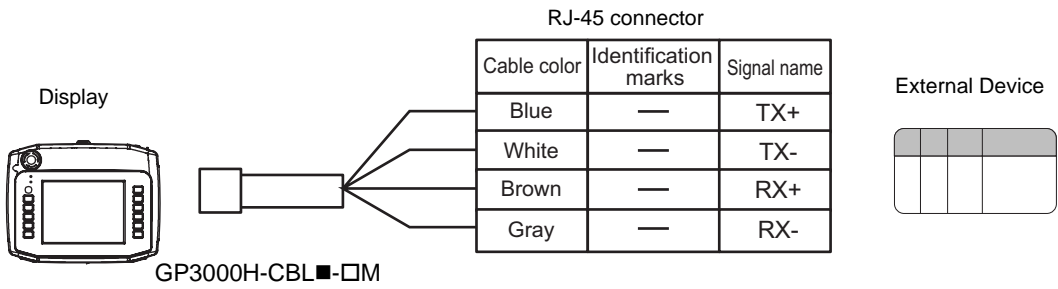 RJ-45 connector
Cable color Identification marks Signal name
Blue — TX+
White — TX-
Brown — RX+
Gray — RX-
Display
External Device
GP3000H-CBL■-□M